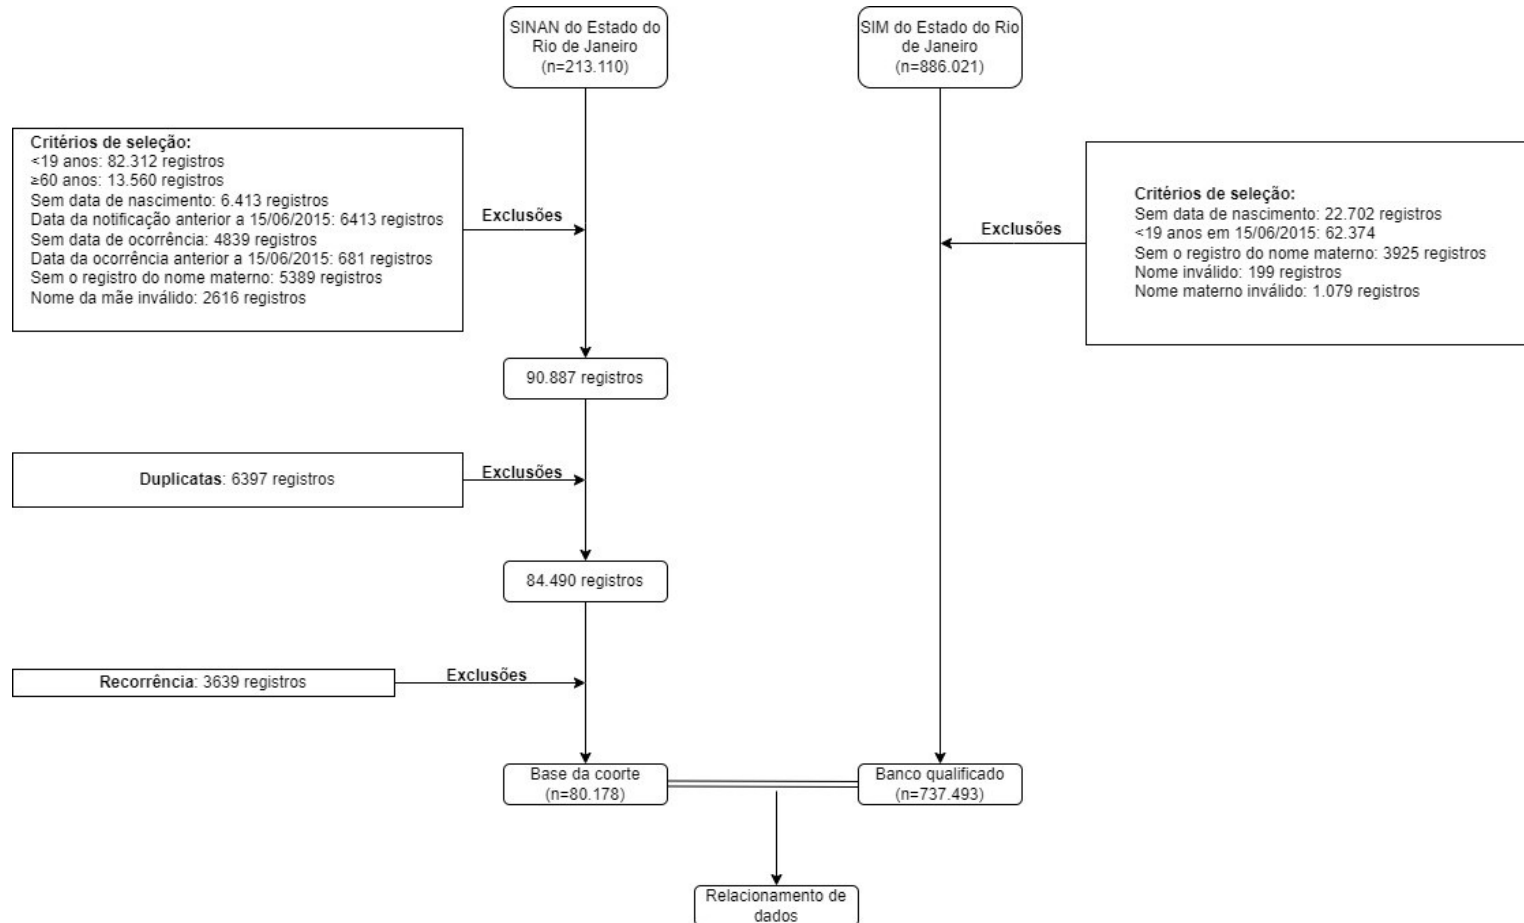 SINAN do Estado do
Rio de Janeiro
(n=213.110)
SIM do Estado do Rio
de Janeiro
(n=886.021)
Critérios de seleção:
<19 anos: 82.312 registros
≥60 anos: 13.560 registros
Sem data de nascimento: 6.413 registros
Data da notificação anterior a 15/06/2015: 6413 registros
Sem data de ocorrência: 4839 registros
Data da ocorrência anterior a 15/06/2015: 681 registros
Sem o registro do nome materno: 5389 registros
Nome da mãe inválido: 2616 registros
Exclusões
Exclusões
Critérios de seleção:
Sem data de nascimento: 22.702 registros
<19 anos em 15/06/2015: 62.374
Sem o registro do nome materno: 3925 registros
Nome inválido: 199 registros
Nome materno inválido: 1.079 registros
90.887 registros
Duplicatas: 6397 registros
Exclusões
84.490 registros
Recorrência: 3639 registros
Exclusões
Base da coorte
(n=80.178)
Banco qualificado
(n=737.493)
Relacionamento de
dados